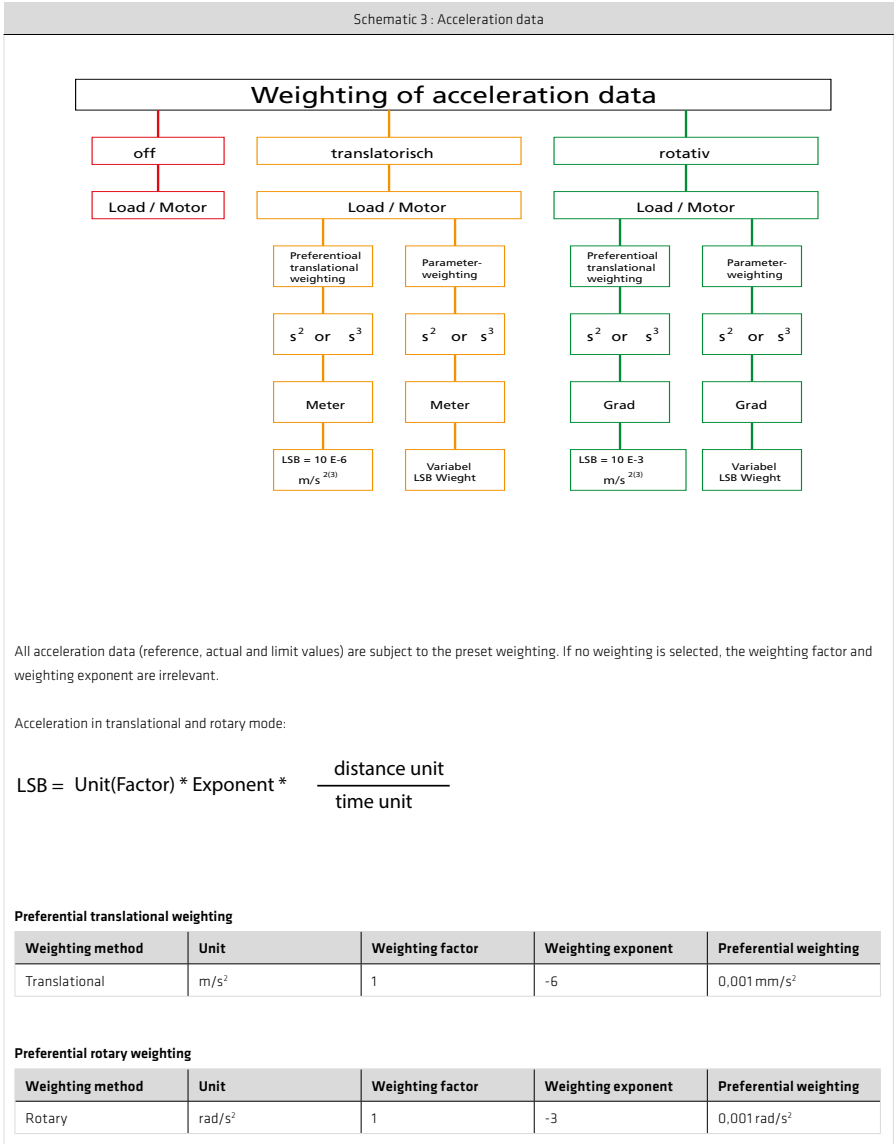 Schematic 3 : Acceleration data
Weighting of acceleration data
off translatorisch rotativ
Load / Motor Load / Motor Load / Motor
Preferentioal
translational
weighting
Parameter-
weighting
Preferentioal
translational
weighting
Parameter-
weighting
s² or s³ s² or s³ s² or s³ s² or s³
Meter Meter Grad Grad
LSB = 10 E-6
m/s ²⁽³⁾
Variabel
LSB Wieght
LSB = 10 E-3
m/s ²⁽³⁾
Variabel
LSB Wieght
All acceleration data (reference, actual and limit values) are subject to the preset weighting. If no weighting is selected, the weighting factor and
weighting exponent are irrelevant.
Acceleration in translational and rotary mode:
LSB = Unit(Factor) * Exponent * distance unit
time unit
Preferential translational weighting
Weighting method Unit Weighting factor Weighting exponent Preferential weighting
Translational m/s² 1 -6 0,001 mm/s²
Preferential rotary weighting
Weighting method Unit Weighting factor Weighting exponent Preferential weighting
Rotary rad/s² 1 -3 0,001 rad/s²